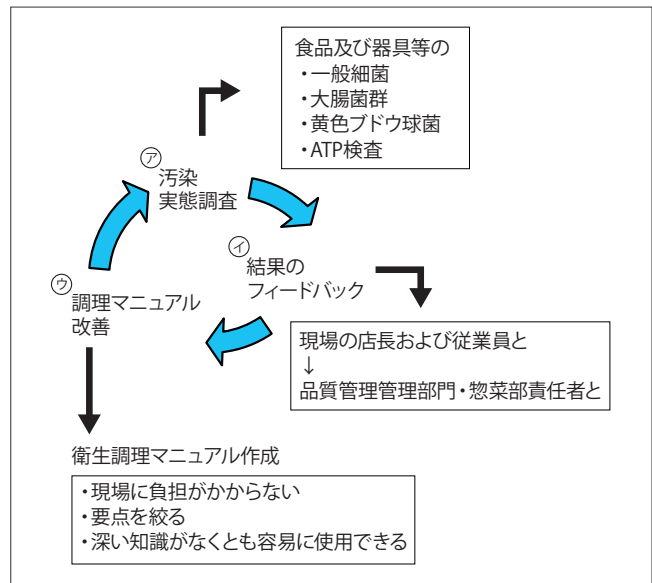 食品及び器具等の
・一般細菌
・大腸菌群
・黄色ブドウ球菌
・ATP検査
㋐
汚染
実態調査
㋑
結果の
フィードバック
㋒
調理マニュアル
改善
現場の店長および従業員と
↓
品質管理管理部門・惣菜部責任者と
衛生調理マニュアル作成
・現場に負担がかからない
・要点を絞る
・深い知識がなくとも容易に使用できる